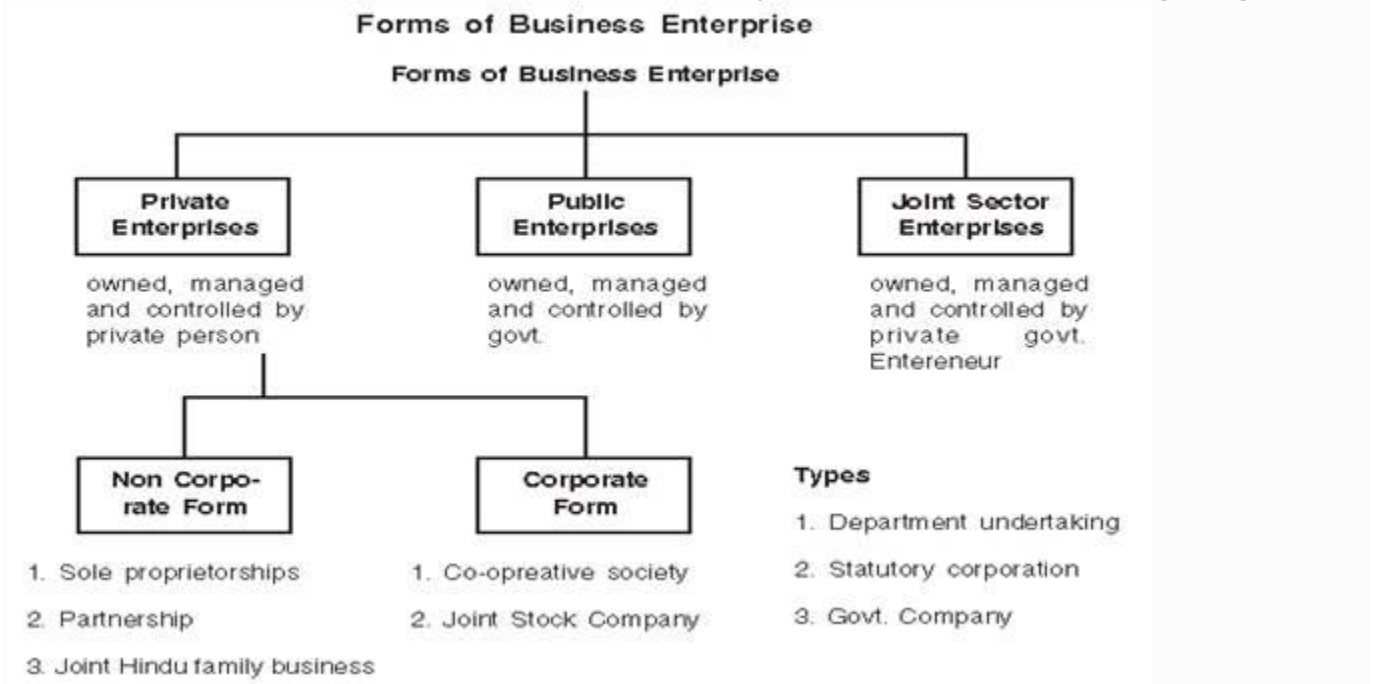 Forms of Business Enterprise
Forms of Business Enterprise
Private
Enterprises
owned, managed
and controlled by
private person
Public
Enterprises
owned, managed
and controlled by
govt.
Joint Sector
Enterprises
owned, managed
and controlled by
private govt.
Entereneur
Non Corpo-
rate Form
1. Sole proprietorships
2. Partnership
3. Joint Hindu family business
Corporate
Form
1. Co-opreative society
2. Joint Stock Company
Types
1. Department undertaking
2. Statutory corporation
3. Govt. Company